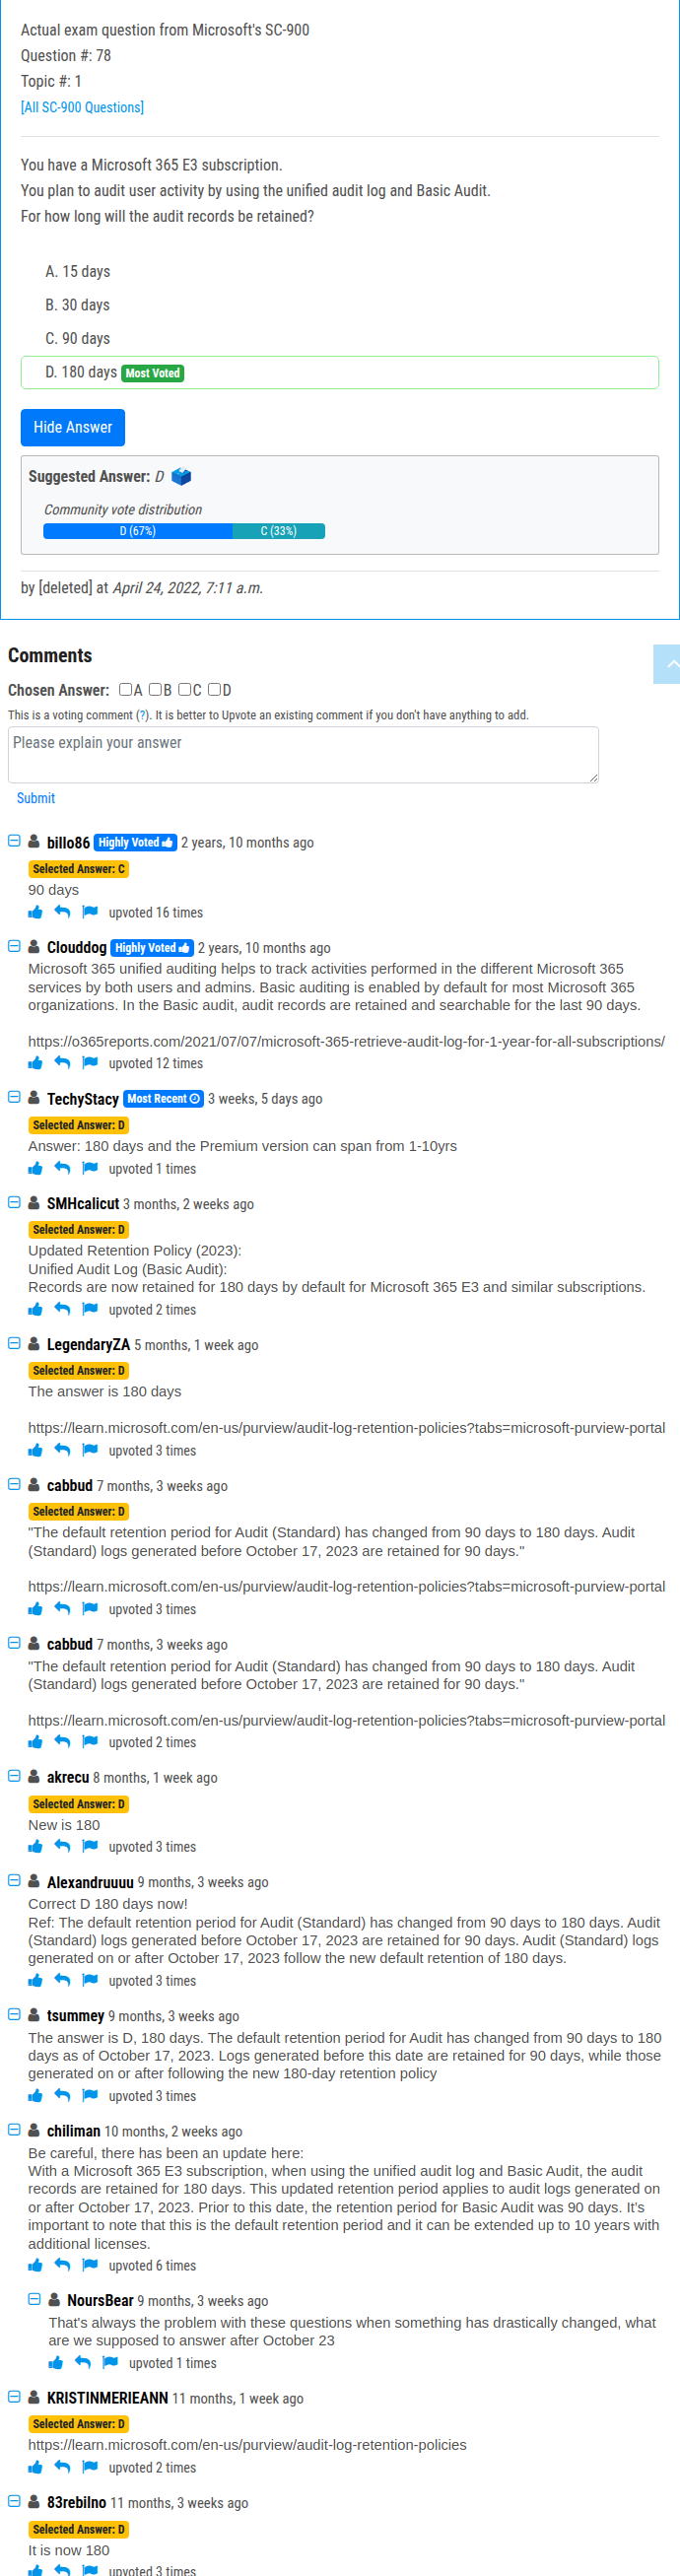 Actual exam question from Microsoft's SC-900
Question #: 78
Topic #: 1
[All SC-900 Questions]
You have a Microsoft 365 E3 subscription.
You plan to audit user activity by using the unified audit log and Basic Audit.
For how long will the audit records be retained?
A. 15 days
B. 30 days
C. 90 days
D. 180 days Most Voted
Hide Answer
Suggested Answer: D
Community vote distribution
D (67%) C (33%)
by [deleted] at April 24, 2022, 7:11 a.m.
Comments
Chosen Answer: A B C D
This is a voting comment (?). It is better to Upvote an existing comment if you don't have anything to add.
Please explain your answer
Submit
billo86 Highly Voted 2 years, 10 months ago
Selected Answer: C
90 days
upvoted 16 times
Clouddog Highly Voted 2 years, 10 months ago
Microsoft 365 unified auditing helps to track activities performed in the different Microsoft 365
services by both users and admins. Basic auditing is enabled by default for most Microsoft 365
organizations. In the Basic audit, audit records are retained and searchable for the last 90 days.
https://o365reports.com/2021/07/07/microsoft-365-retrieve-audit-log-for-1-year-for-all-subscriptions/
upvoted 12 times
TechyStacy Most Recent 3 weeks, 5 days ago
Selected Answer: D
Answer: 180 days and the Premium version can span from 1-10yrs
upvoted 1 times
SMHcalicut 3 months, 2 weeks ago
Selected Answer: D
Updated Retention Policy (2023):
Unified Audit Log (Basic Audit):
Records are now retained for 180 days by default for Microsoft 365 E3 and similar subscriptions.
upvoted 2 times
LegendaryZA 5 months, 1 week ago
Selected Answer: D
The answer is 180 days
https://learn.microsoft.com/en-us/purview/audit-log-retention-policies?tabs=microsoft-purview-portal
upvoted 3 times
cabbud 7 months, 3 weeks ago
Selected Answer: D
"The default retention period for Audit (Standard) has changed from 90 days to 180 days. Audit
(Standard) logs generated before October 17, 2023 are retained for 90 days."
https://learn.microsoft.com/en-us/purview/audit-log-retention-policies?tabs=microsoft-purview-portal
upvoted 3 times
cabbud 7 months, 3 weeks ago
"The default retention period for Audit (Standard) has changed from 90 days to 180 days. Audit
(Standard) logs generated before October 17, 2023 are retained for 90 days."
https://learn.microsoft.com/en-us/purview/audit-log-retention-policies?tabs=microsoft-purview-portal
upvoted 2 times
akrecu 8 months, 1 week ago
Selected Answer: D
New is 180
upvoted 3 times
Alexandruuuu 9 months, 3 weeks ago
Correct D 180 days now!
Ref: The default retention period for Audit (Standard) has changed from 90 days to 180 days. Audit
(Standard) logs generated before October 17, 2023 are retained for 90 days. Audit (Standard) logs
generated on or after October 17, 2023 follow the new default retention of 180 days.
upvoted 3 times
tsummey 9 months, 3 weeks ago
The answer is D, 180 days. The default retention period for Audit has changed from 90 days to 180
days as of October 17, 2023. Logs generated before this date are retained for 90 days, while those
generated on or after following the new 180-day retention policy
upvoted 3 times
chiliman 10 months, 2 weeks ago
Be careful, there has been an update here:
With a Microsoft 365 E3 subscription, when using the unified audit log and Basic Audit, the audit
records are retained for 180 days. This updated retention period applies to audit logs generated on
or after October 17, 2023. Prior to this date, the retention period for Basic Audit was 90 days. It's
important to note that this is the default retention period and it can be extended up to 10 years with
additional licenses.
upvoted 6 times
NoursBear 9 months, 3 weeks ago
That's always the problem with these questions when something has drastically changed, what
are we supposed to answer after October 23
upvoted 1 times
KRISTINMERIEANN 11 months, 1 week ago
Selected Answer: D
https://learn.microsoft.com/en-us/purview/audit-log-retention-policies
upvoted 2 times
83rebilno 11 months, 3 weeks ago
Selected Answer: D
It is now 180
upvoted 3 times